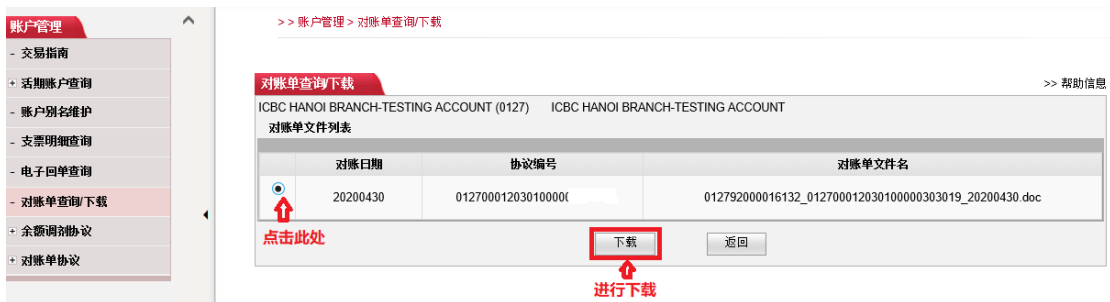 账户管理
- 交易指南
+ 活期账户查询
- 账户别名维护
- 支票明细查询
- 电子回单查询
- 对账单查询/下载
+ 余额调剂协议
+ 对账单协议
>> 账户管理 > 对账单查询/下载
对账单查询/下载
>> 帮助信息
ICBC HANOI BRANCH-TESTING ACCOUNT (0127) ICBC HANOI BRANCH-TESTING ACCOUNT
对账单文件列表
对账日期 协议编号 对账单文件名
20200430 01270001203010000( 012792000016132_0127000120301000000303019_20200430.doc
点击此处
下载 返回
进行下载